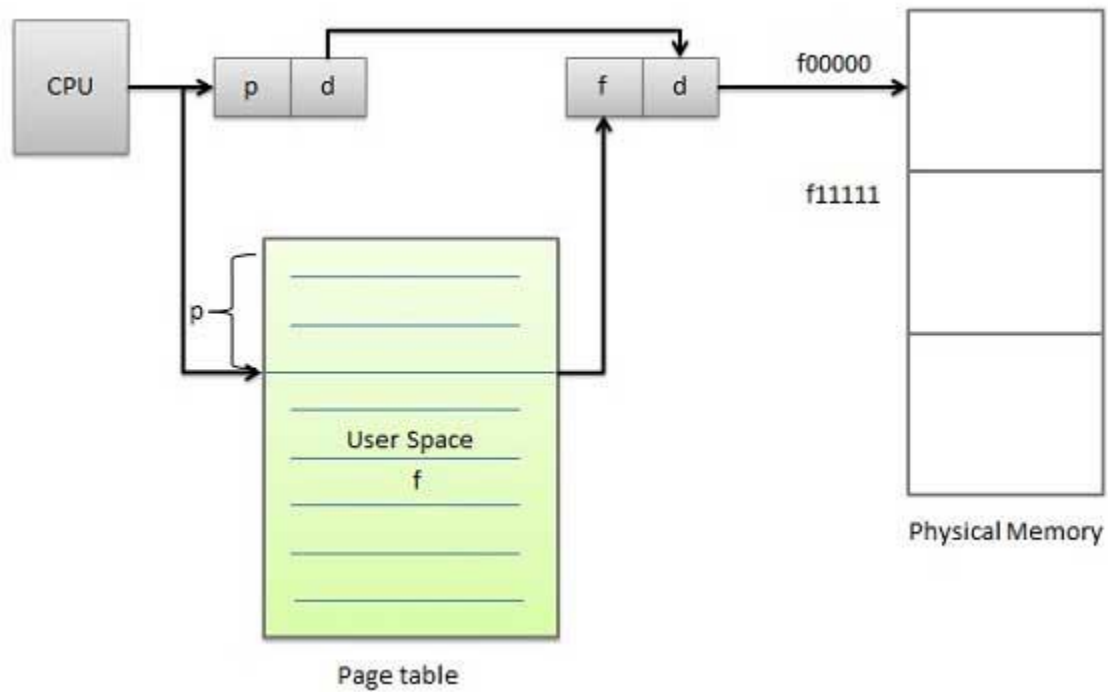 CPU
p d
f d
f00000
f11111
p
User Space
f
Physical Memory
Page table